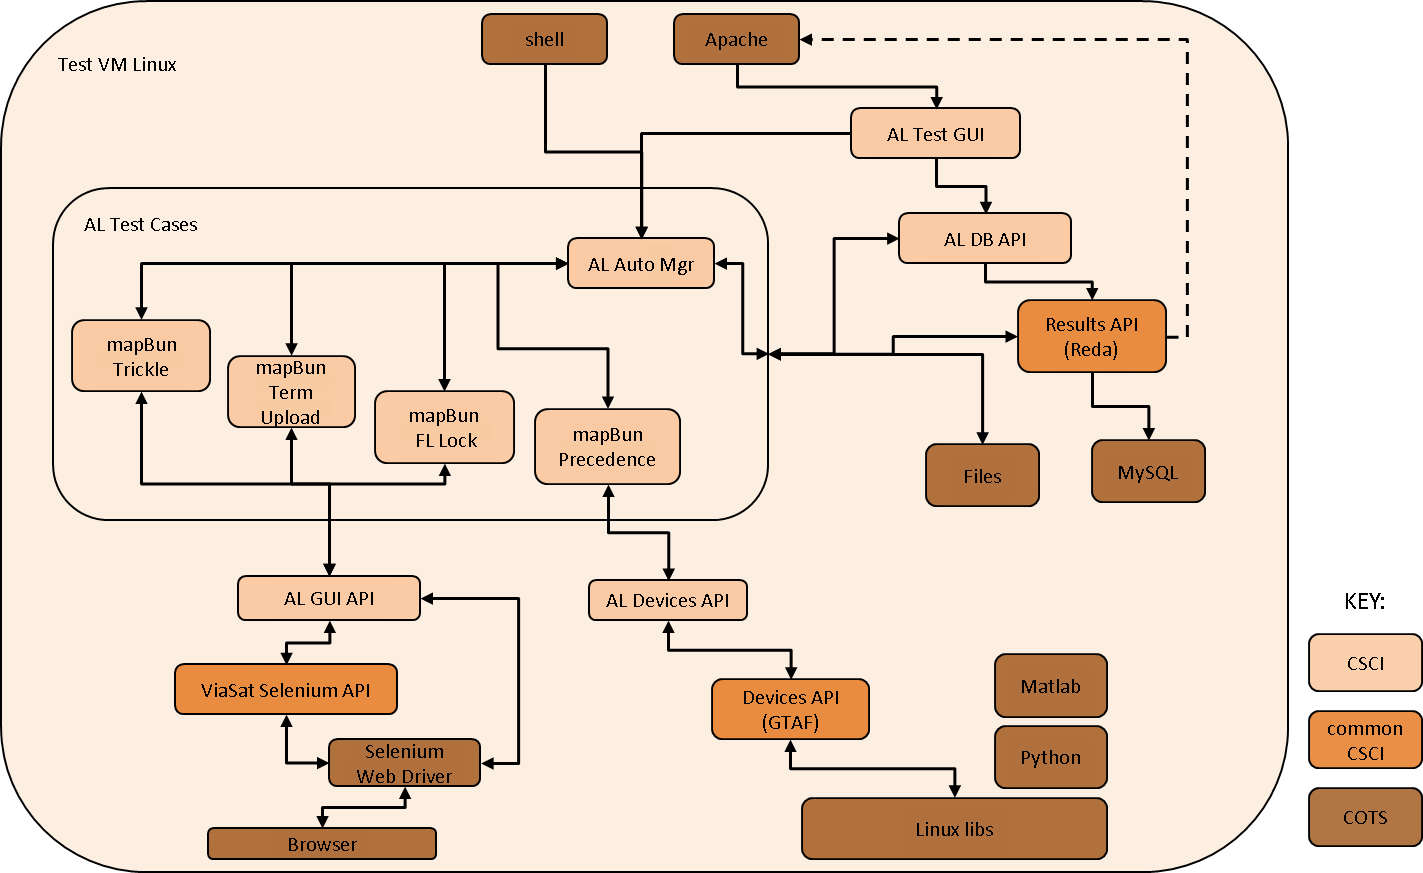 shell
Apache
Test VM Linux
AL Test GUI
AL Test Cases
AL DB API
AL Auto Mgr
Results API
(Reda)
mapBun
Trickle
mapBun
Term
Upload
mapBun
FL Lock
mapBun
Precedence
Files
MySQL
AL GUI API
AL Devices API
KEY:
CSCI
ViaSat Selenium API
Devices API
(GTAF)
Matlab
common
CSCI
Selenium
Web Driver
Python
COTS
Linux libs
Browser